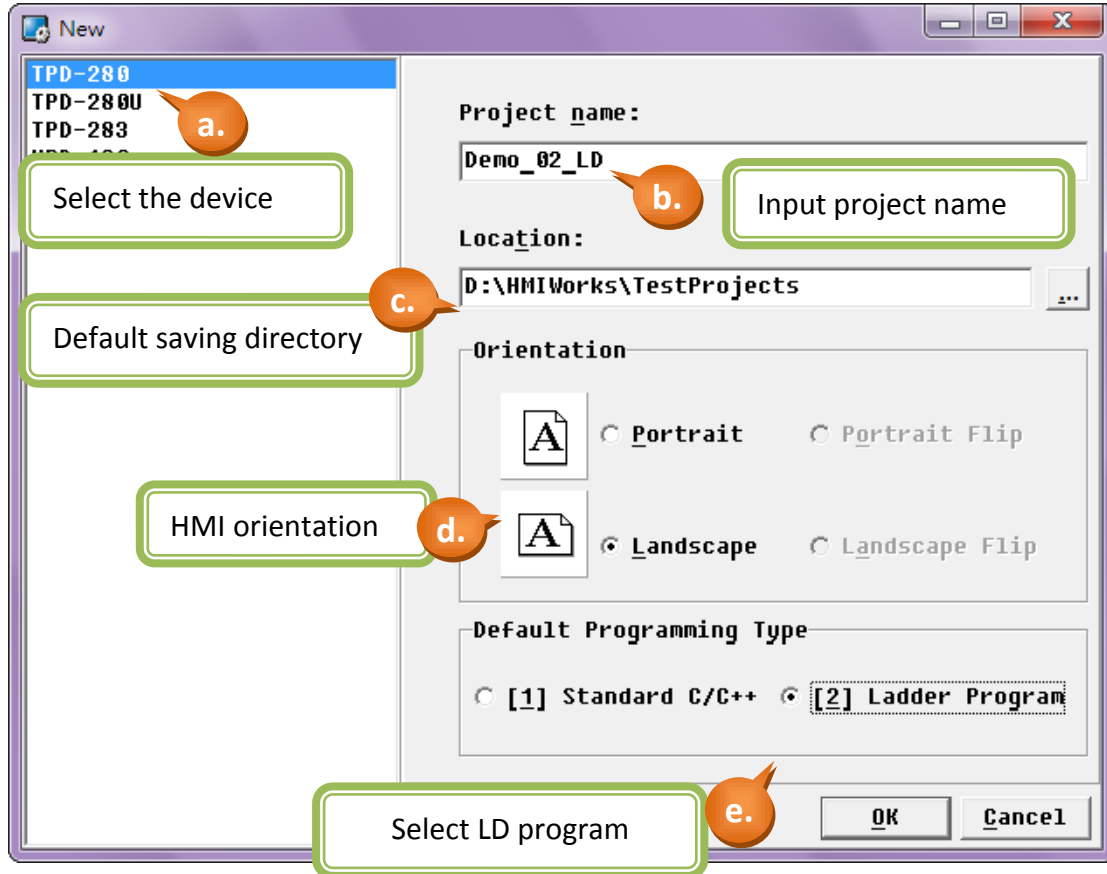 New
TPD-280
TPD-280U
TPD-283
a.
Select the device
Project name:
Demo_02_LD
b.
Input project name
Location:
D:\HMIWorks\TestProjects
...
c.
Default saving directory
Orientation
A
Portrait
Portrait Flip
HMI orientation
d.
A
Landscape
Landscape Flip
Default Programming Type
[1] Standard C/C++
[2] Ladder Program
Select LD program
e.
OK
Cancel